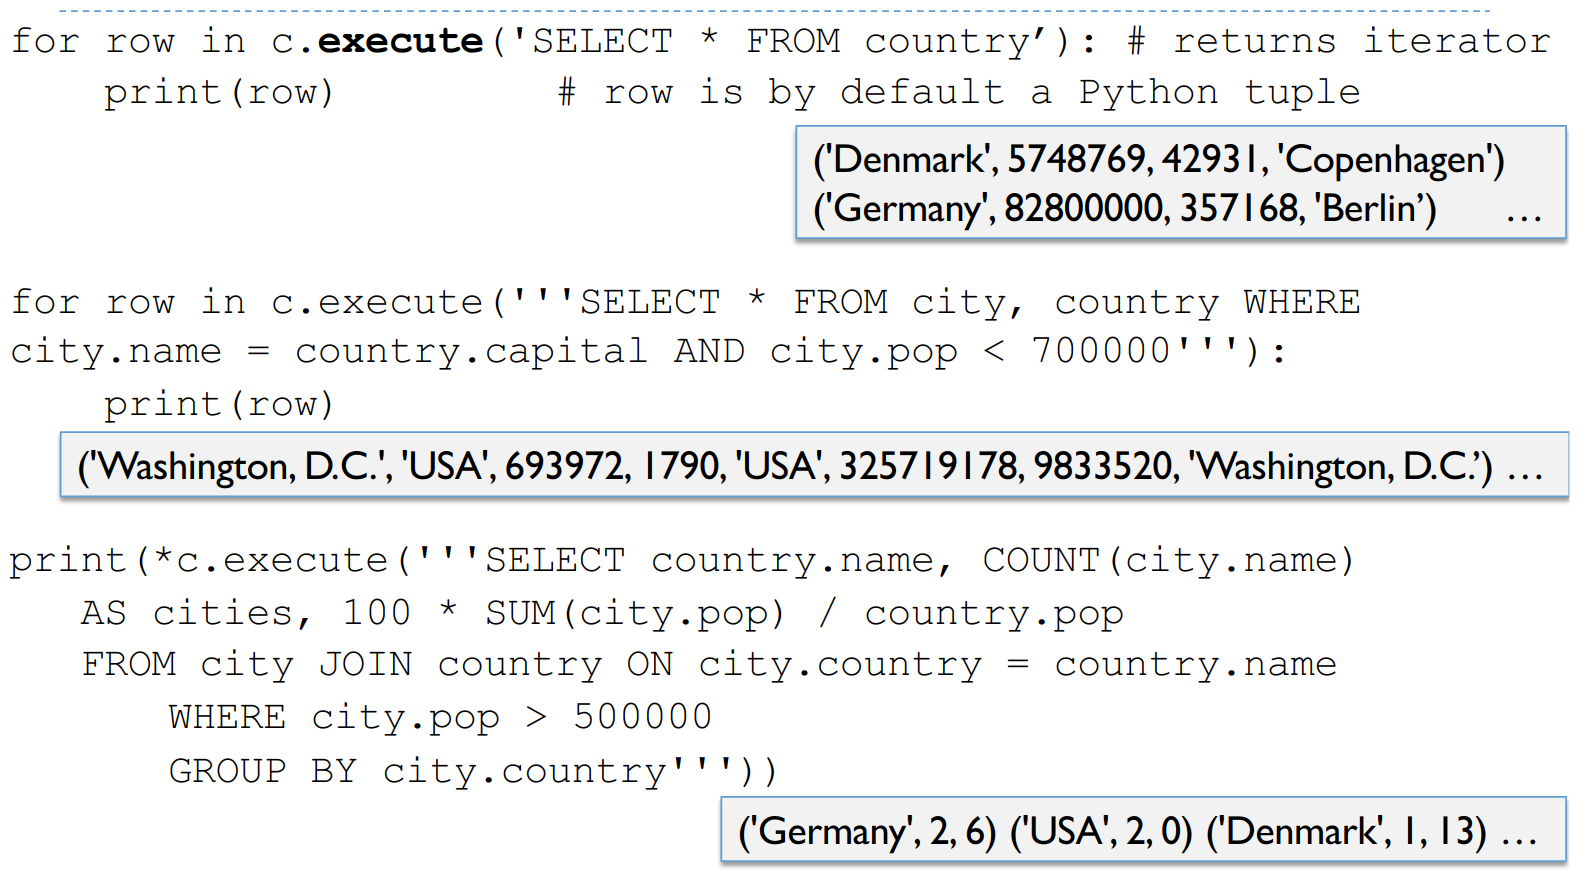 for row in c.execute('SELECT * FROM country’): # returns iterator
    print(row)         # row is by default a Python tuple
('Denmark', 5748769, 42931, 'Copenhagen')
('Germany', 82800000, 357168, 'Berlin’) ...
for row in c.execute('''SELECT * FROM city, country WHERE
city.name = country.capital AND city.pop < 700000'''):
    print(row)
('Washington, D.C.', 'USA', 693972, 1790, 'USA', 325719178, 9833520, 'Washington, D.C.’) ...
print(*c.execute('''SELECT country.name, COUNT(city.name)
   AS cities, 100 * SUM(city.pop) / country.pop
   FROM city JOIN country ON city.country = country.name
       WHERE city.pop > 500000
       GROUP BY city.country'''))
('Germany', 2, 6) ('USA', 2, 0) ('Denmark', 1, 13) ...